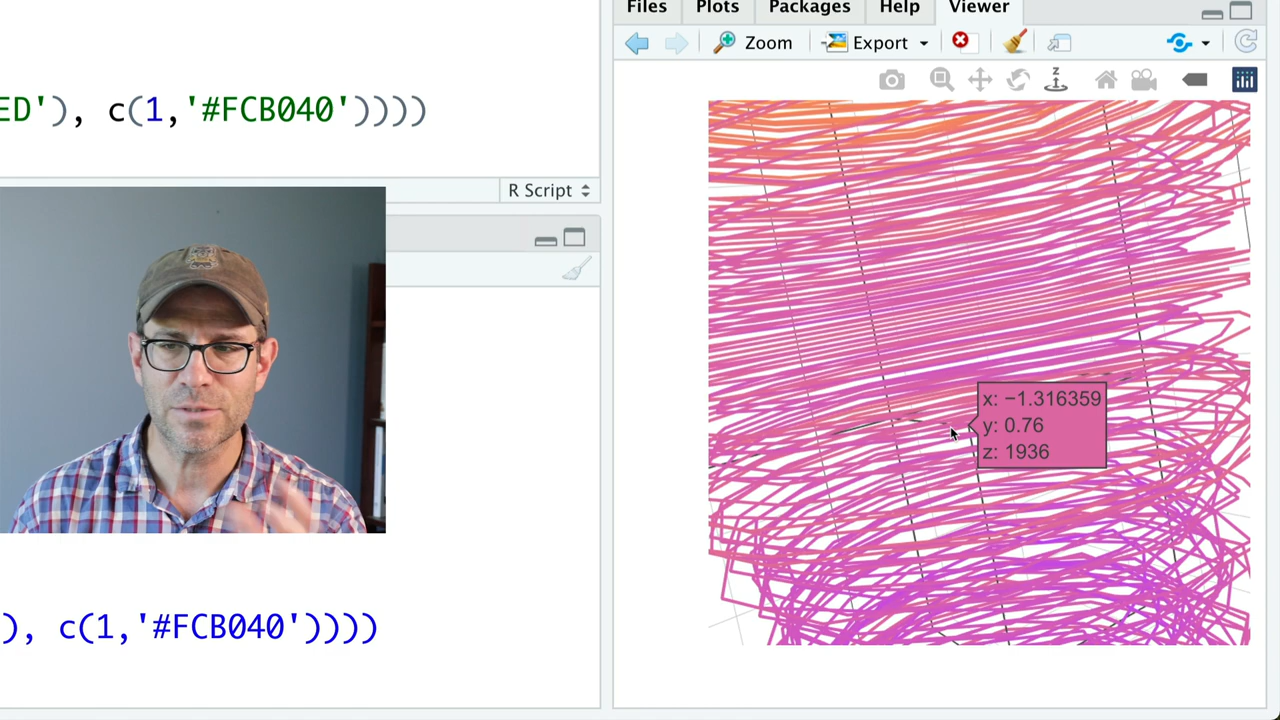 Files Plots Packages Help Viewer
Zoom Export
z
ED'), c(1,'#FCB040'))))
R Script
x: −1.316359
y: 0.76
z: 1936
), c(1,'#FCB040'))))